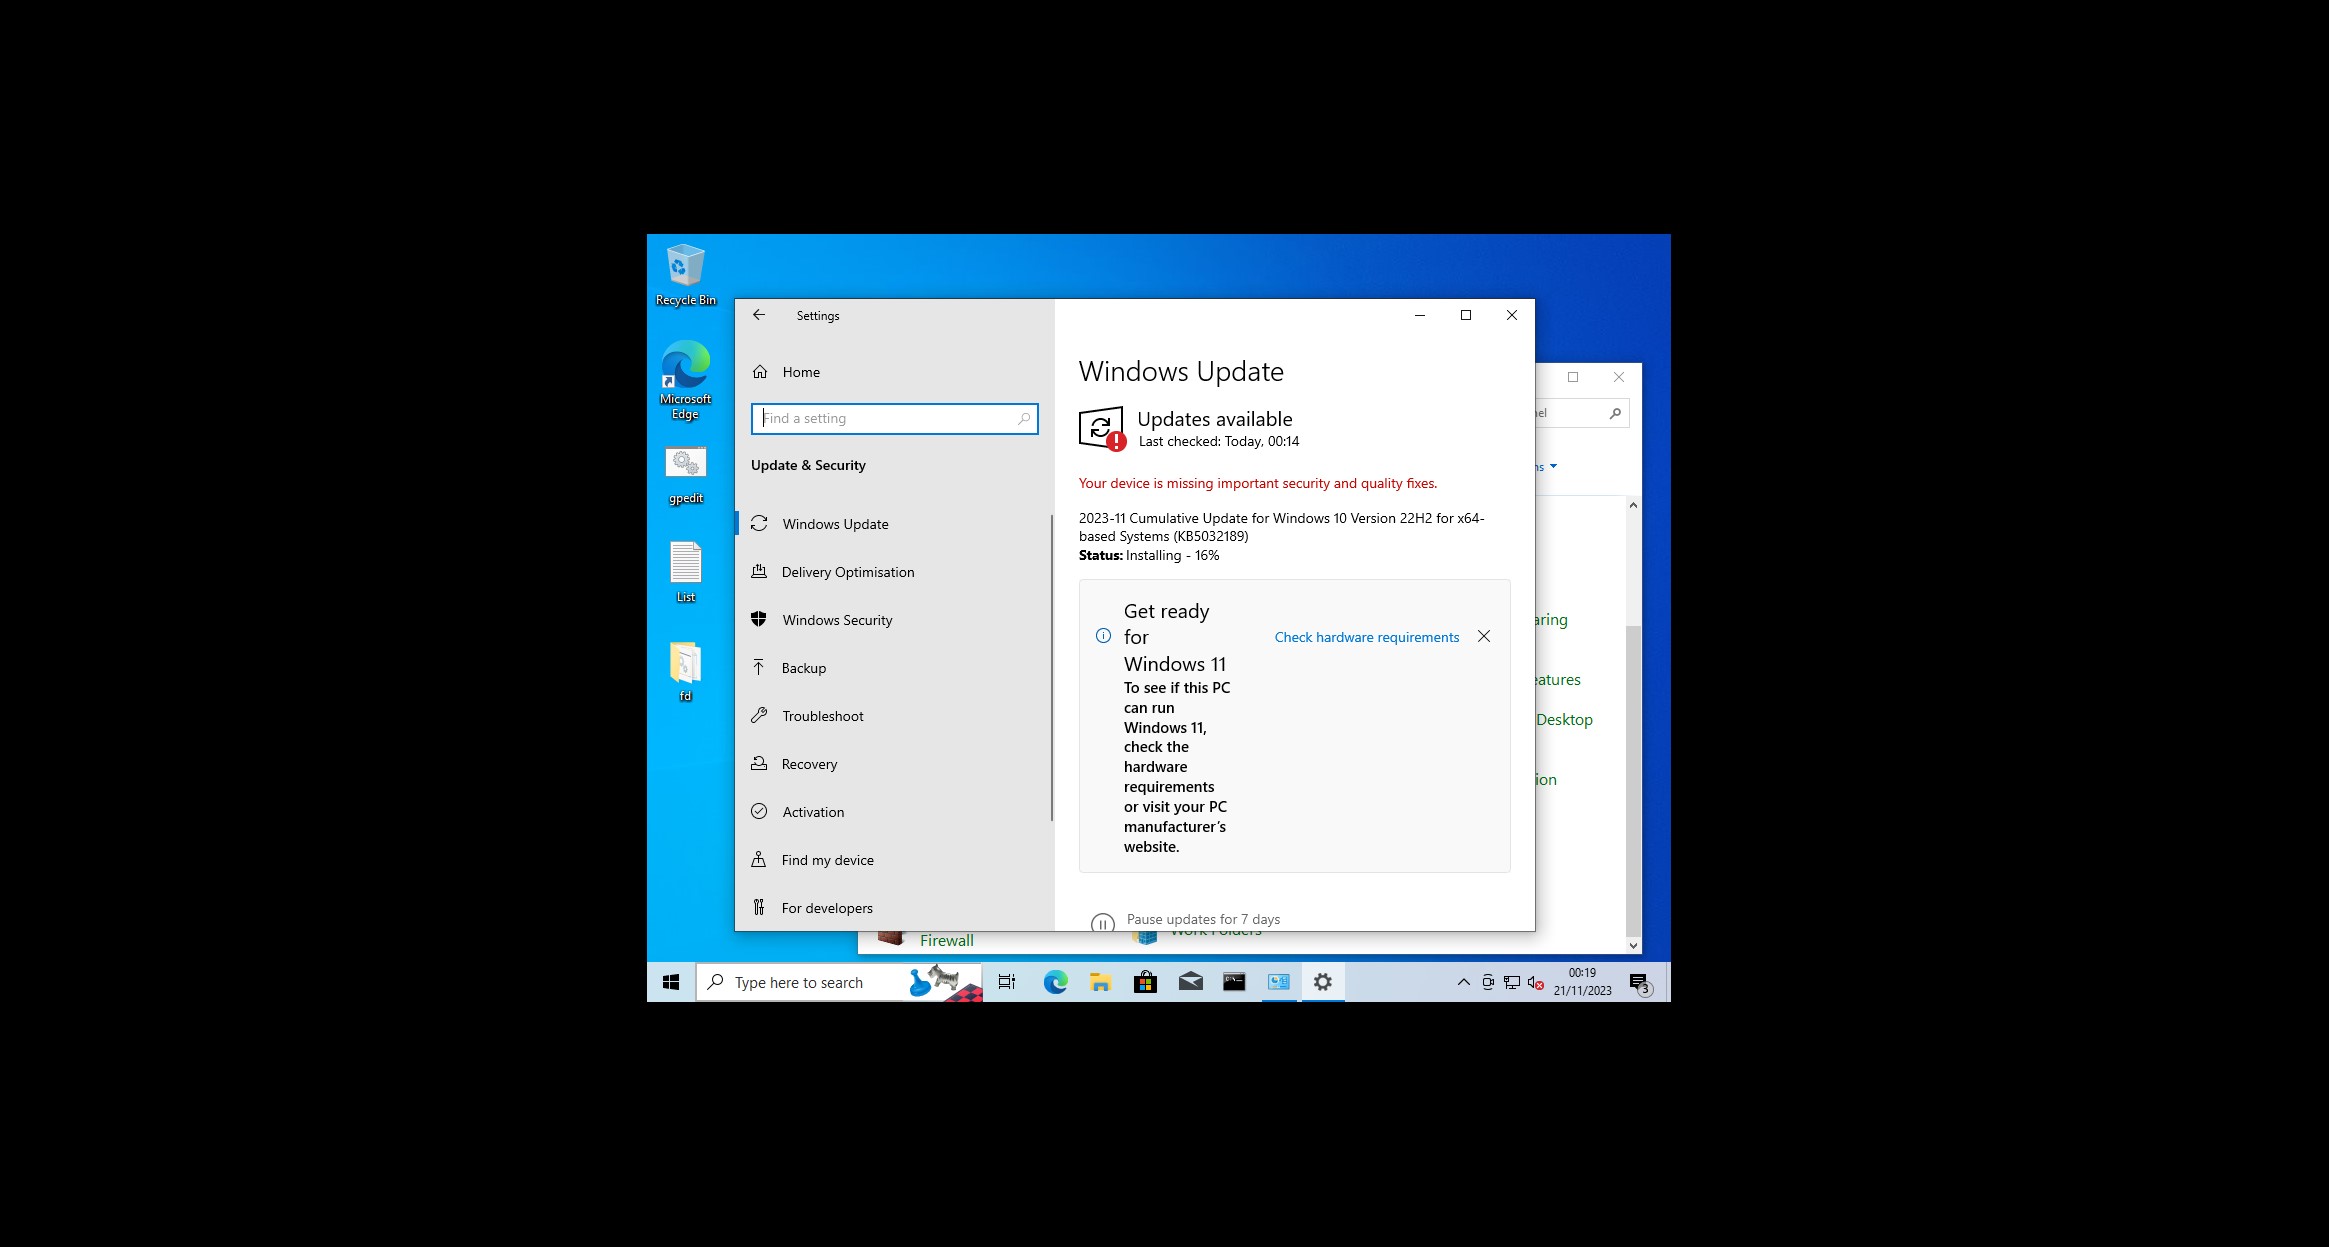 Recycle Bin
Microsoft
Edge
gpedit
List
fd
Settings
Home
Find a setting
Update & Security
Windows Update
Delivery Optimisation
Windows Security
Backup
Troubleshoot
Recovery
Activation
Find my device
For developers
Windows Update
Updates available
Last checked: Today, 00:14
Your device is missing important security and quality fixes.
2023-11 Cumulative Update for Windows 10 Version 22H2 for x64-
based Systems (KB5032189)
Status: Installing - 16%
Get ready
for
Windows 11
To see if this PC
can run
Windows 11,
check the
hardware
requirements
or visit your PC
manufacturer's
website.
Check hardware requirements
Pause updates for 7 days
nel
ns
aring
eatures
Desktop
ion
Firewall
Work Folders
Type here to search
00:19
21/11/2023
3